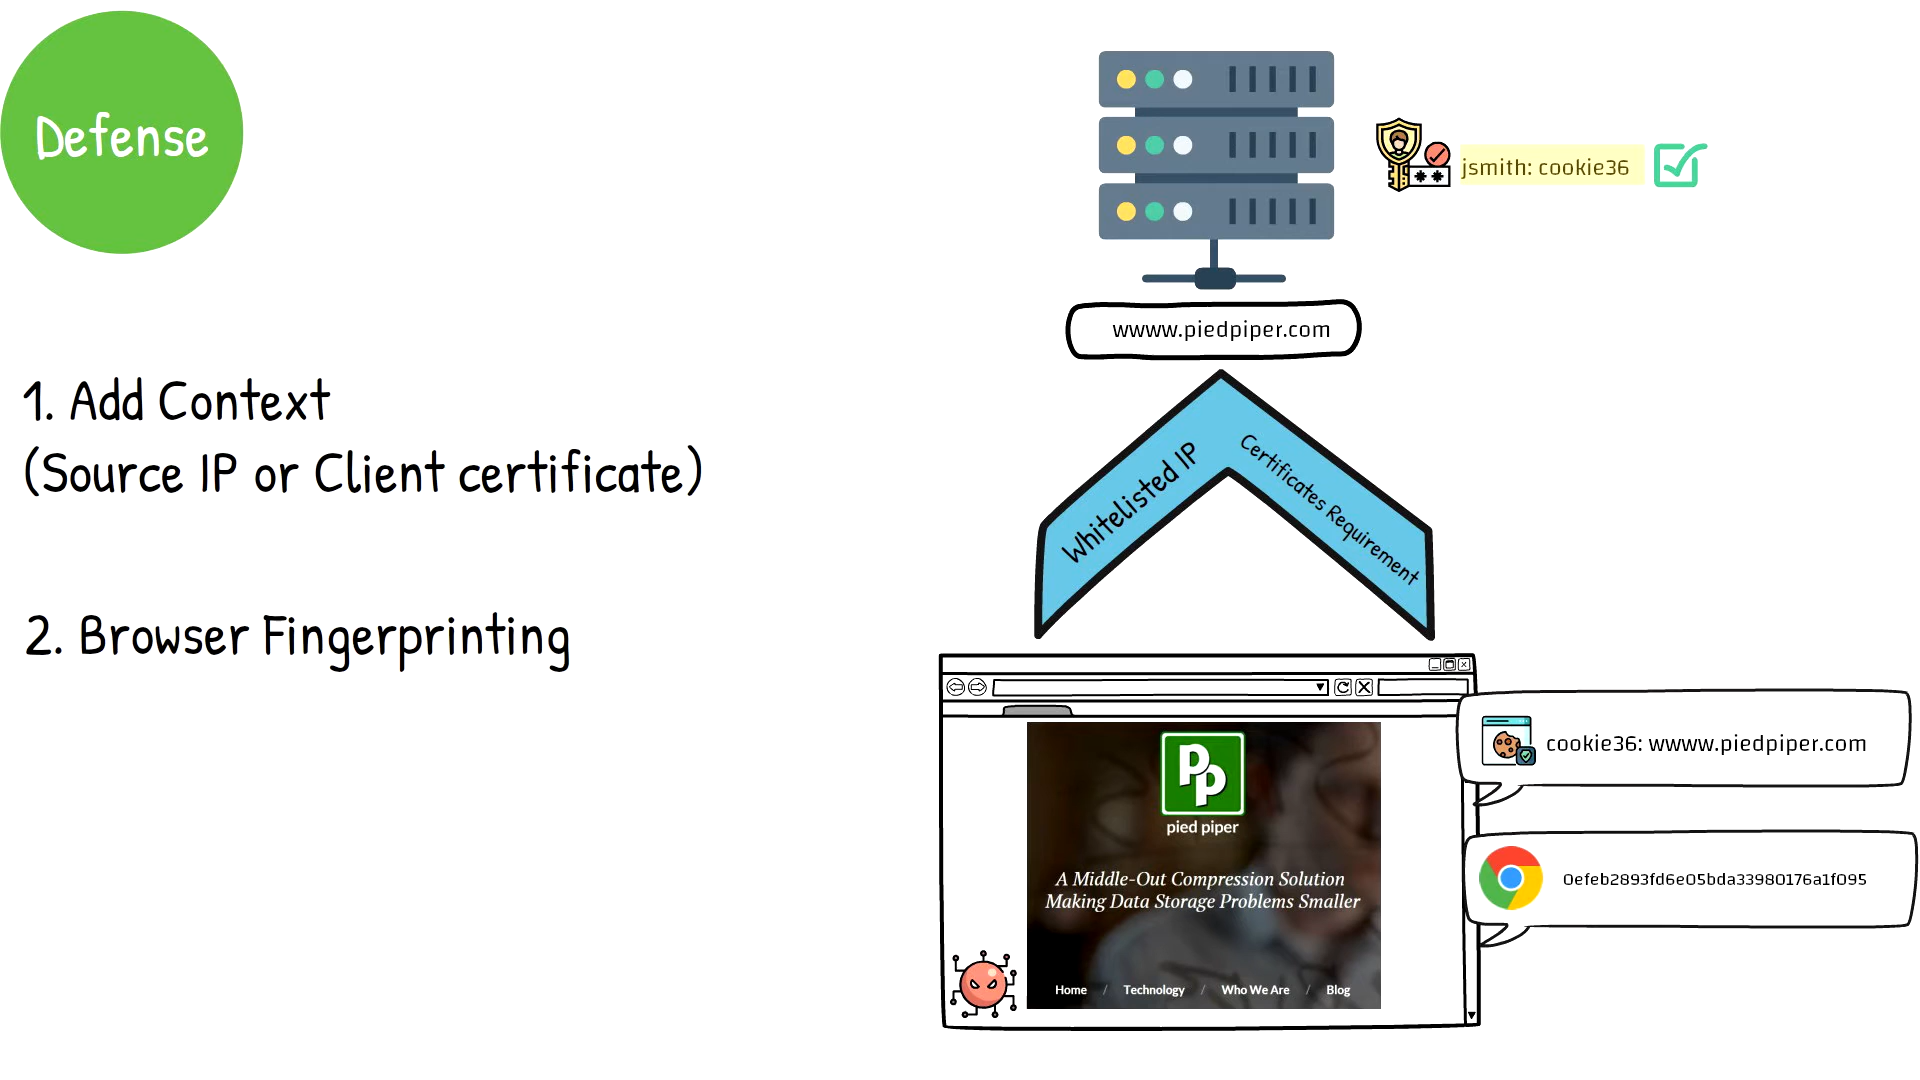 Defense
jsmith: cookie36
wwww.piedpiper.com
1. Add Context
(Source IP or Client certificate)
Whitelisted IP
Certificates Requirement
2. Browser Fingerprinting
cookie36: wwww.piedpiper.com
pp
pied piper
A Middle-Out Compression Solution
Making Data Storage Problems Smaller
0efeb2893fd6e05bda33980176a1f095
Home / Technology / Who We Are / Blog